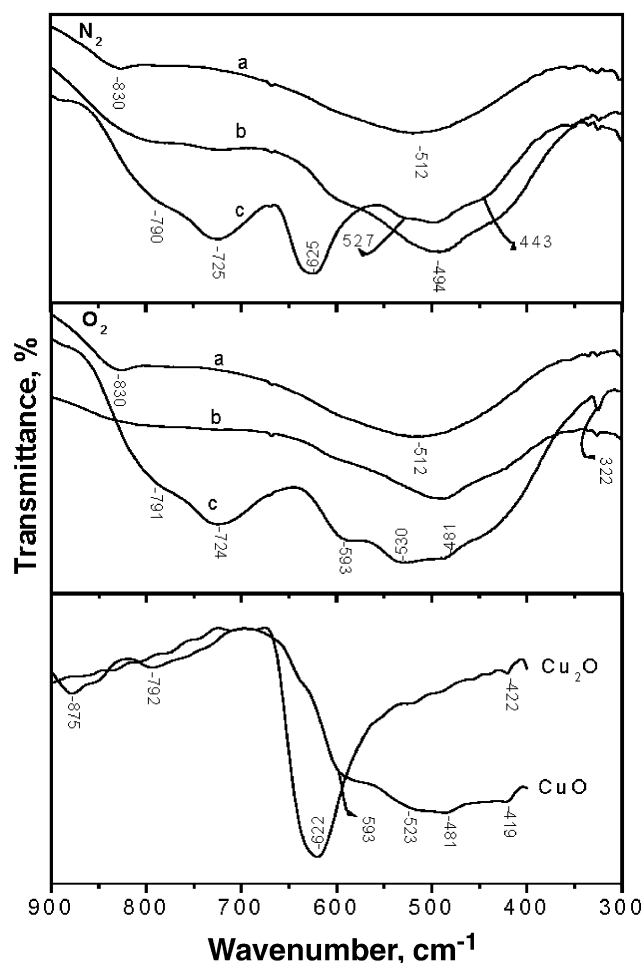 N2
a
-830
-512
b
c
-790
-725
-625
527
-494
443
O2
a
-830
-512
b
c
-791
-724
-593
-530
481
322
Transmittance, %
Cu2O
CuO
-875
-792
-622
593
-523
-481
-419
-422
900 800 700 600 500 400 300
Wavenumber, cm-1